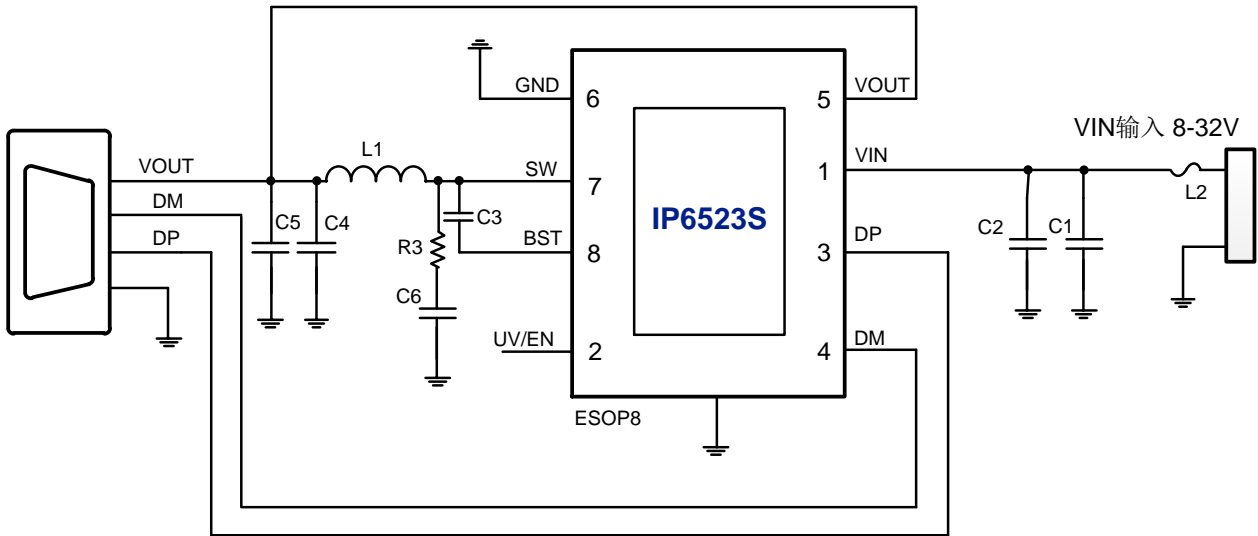 GND
6
5
VOUT
VIN输入 8-32V
VOUT
L1
SW
7
1
VIN
L2
DM
C5
C4
C3
IP6523S
C2
C1
DP
R3
BST
8
3
DP
C6
UV/EN
2
4
DM
ESOP8